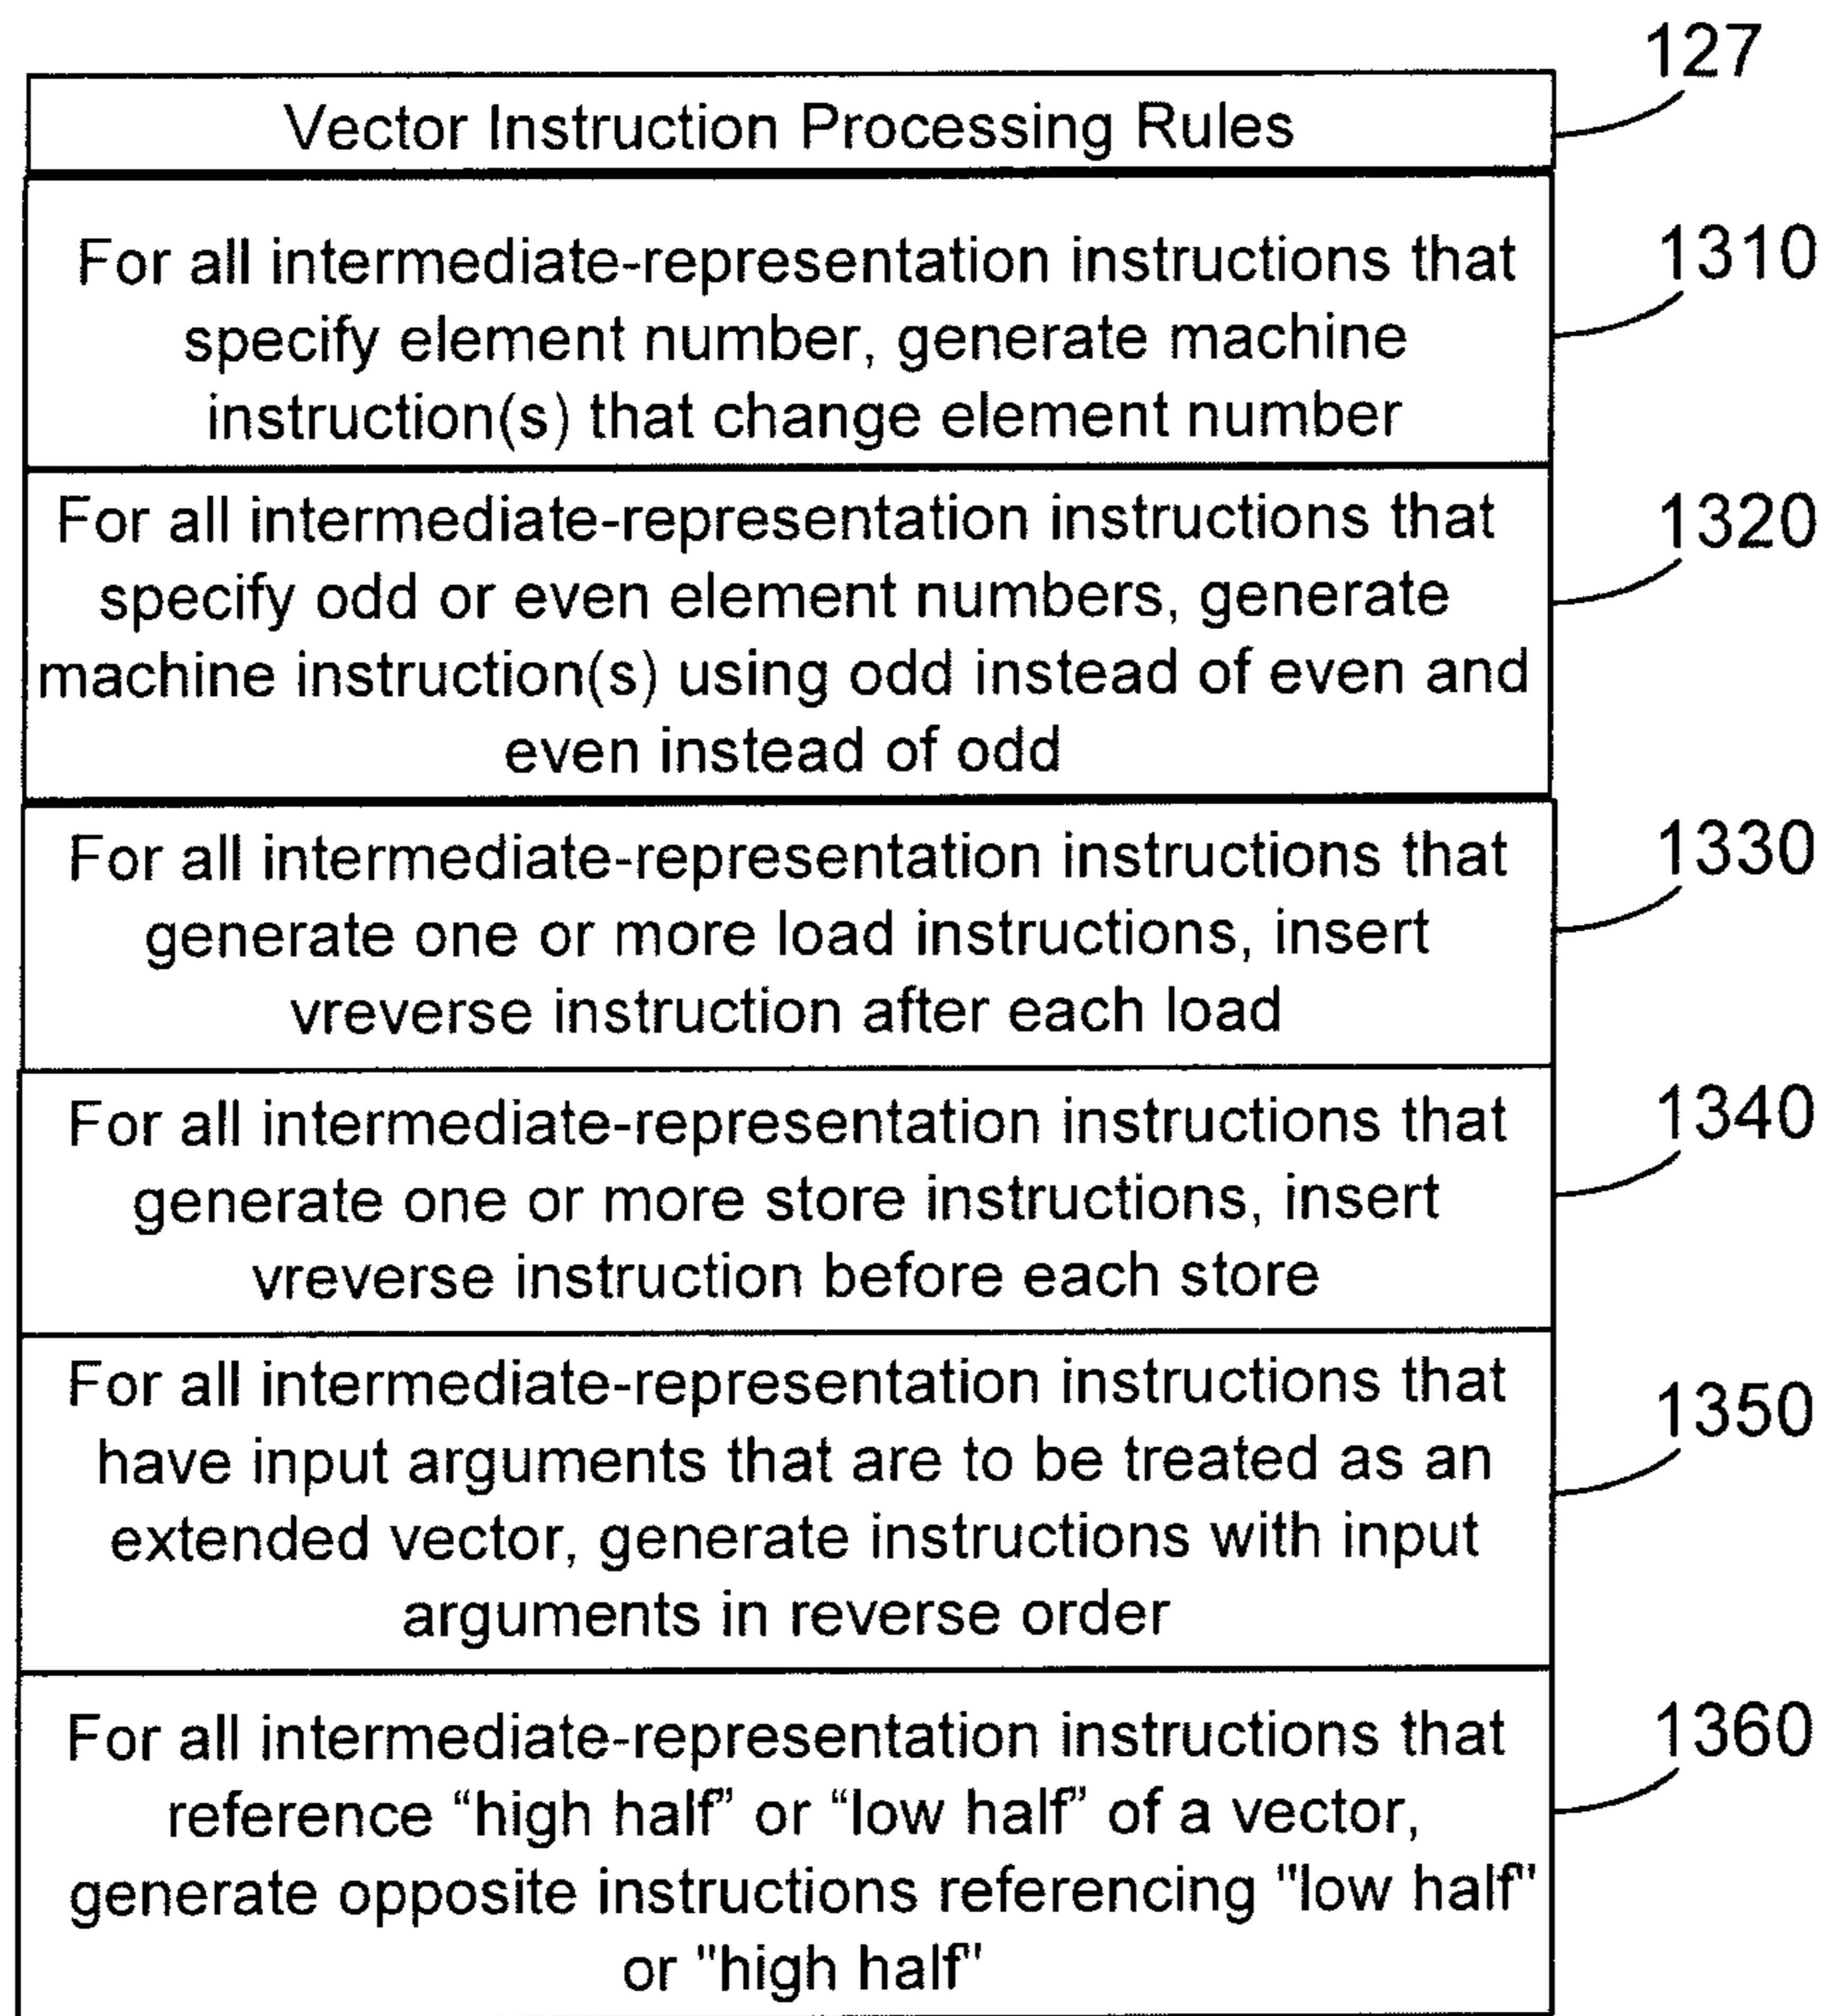 127
Vector Instruction Processing Rules
For all intermediate-representation instructions that
specify element number, generate machine
instruction(s) that change element number
1310
For all intermediate-representation instructions that
specify odd or even element numbers, generate
machine instruction(s) using odd instead of even and
even instead of odd
1320
For all intermediate-representation instructions that
generate one or more load instructions, insert
vreverse instruction after each load
1330
For all intermediate-representation instructions that
generate one or more store instructions, insert
vreverse instruction before each store
1340
For all intermediate-representation instructions that
have input arguments that are to be treated as an
extended vector, generate instructions with input
arguments in reverse order
1350
For all intermediate-representation instructions that
reference “high half” or “low half” of a vector,
generate opposite instructions referencing "low half"
or "high half"
1360